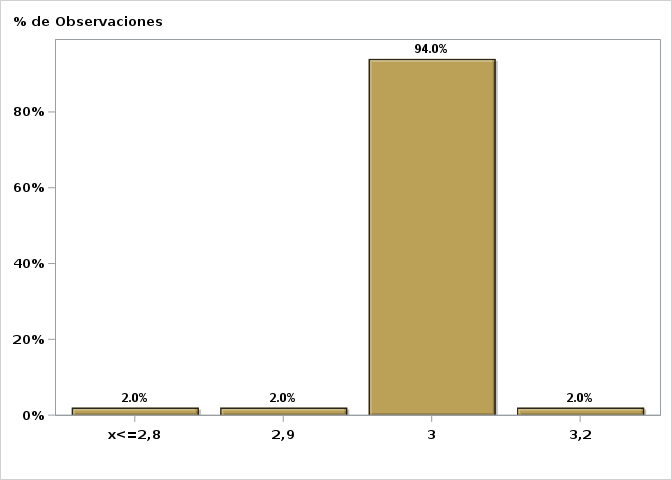 % de Observaciones
94.0%
80%
60%
40%
20%
2.0% 2.0% 2.0%
0%
x<=2,8 2,9 3 3,2